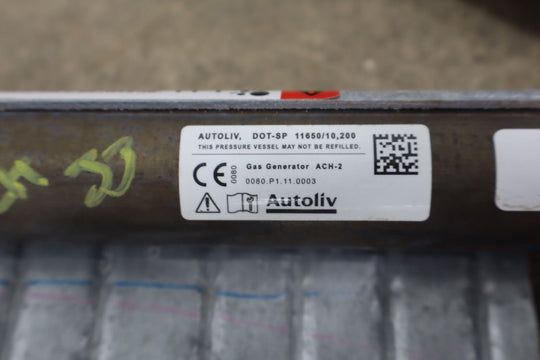 AUTOLIV, DOT-SP 11650/10,200
THIS PRESSURE VESSEL MAY NOT BE REFILLED.
CE 0080 Gas Generator ACH-2
0080.P1.11.0003
Autoliv